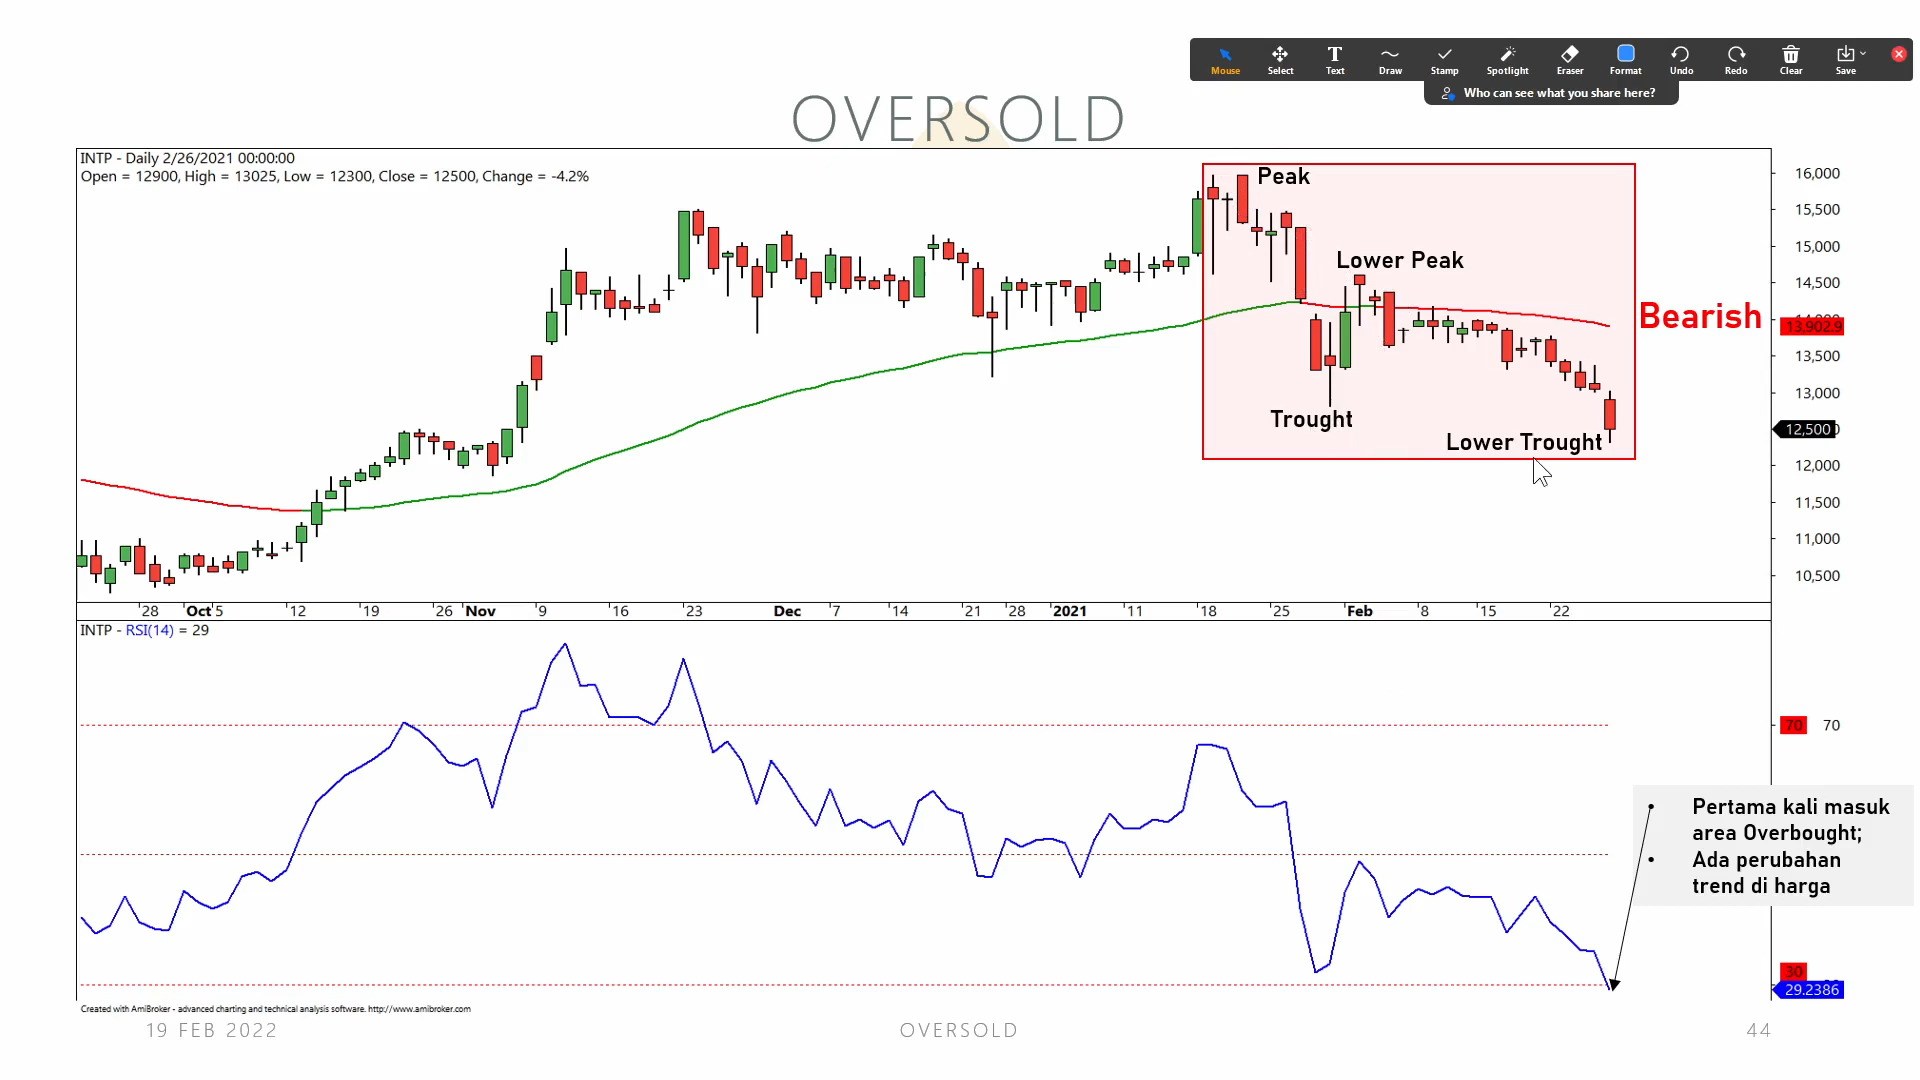 Mouse Select Text Draw Stamp Spotlight Eraser Format Undo Redo Clear Save
Who can see what you share here?
OVERSOLD
INTP - Daily 2/26/2021 00:00:00
Open = 12900, High = 13025, Low = 12300, Close = 12500, Change = -4.2%
Peak
Lower Peak
Bearish
Trought
Lower Trought
16,000
15,500
15,000
14,500
13,902.9
13,500
13,000
12,500
12,000
11,500
11,000
10,500
28 Oct 5 12 19 26 Nov 9 16 23 Dec 7 14 21 28 2021 11 18 25 Feb 8 15 22
INTP - RSI(14) = 29
70 70
• Pertama kali masuk
area Overbought;
• Ada perubahan
trend di harga
30
29.2386
Created with AmiBroker - advanced charting and technical analysis software. http://www.amibroker.com
19 FEB 2022 OVERSOLD 44